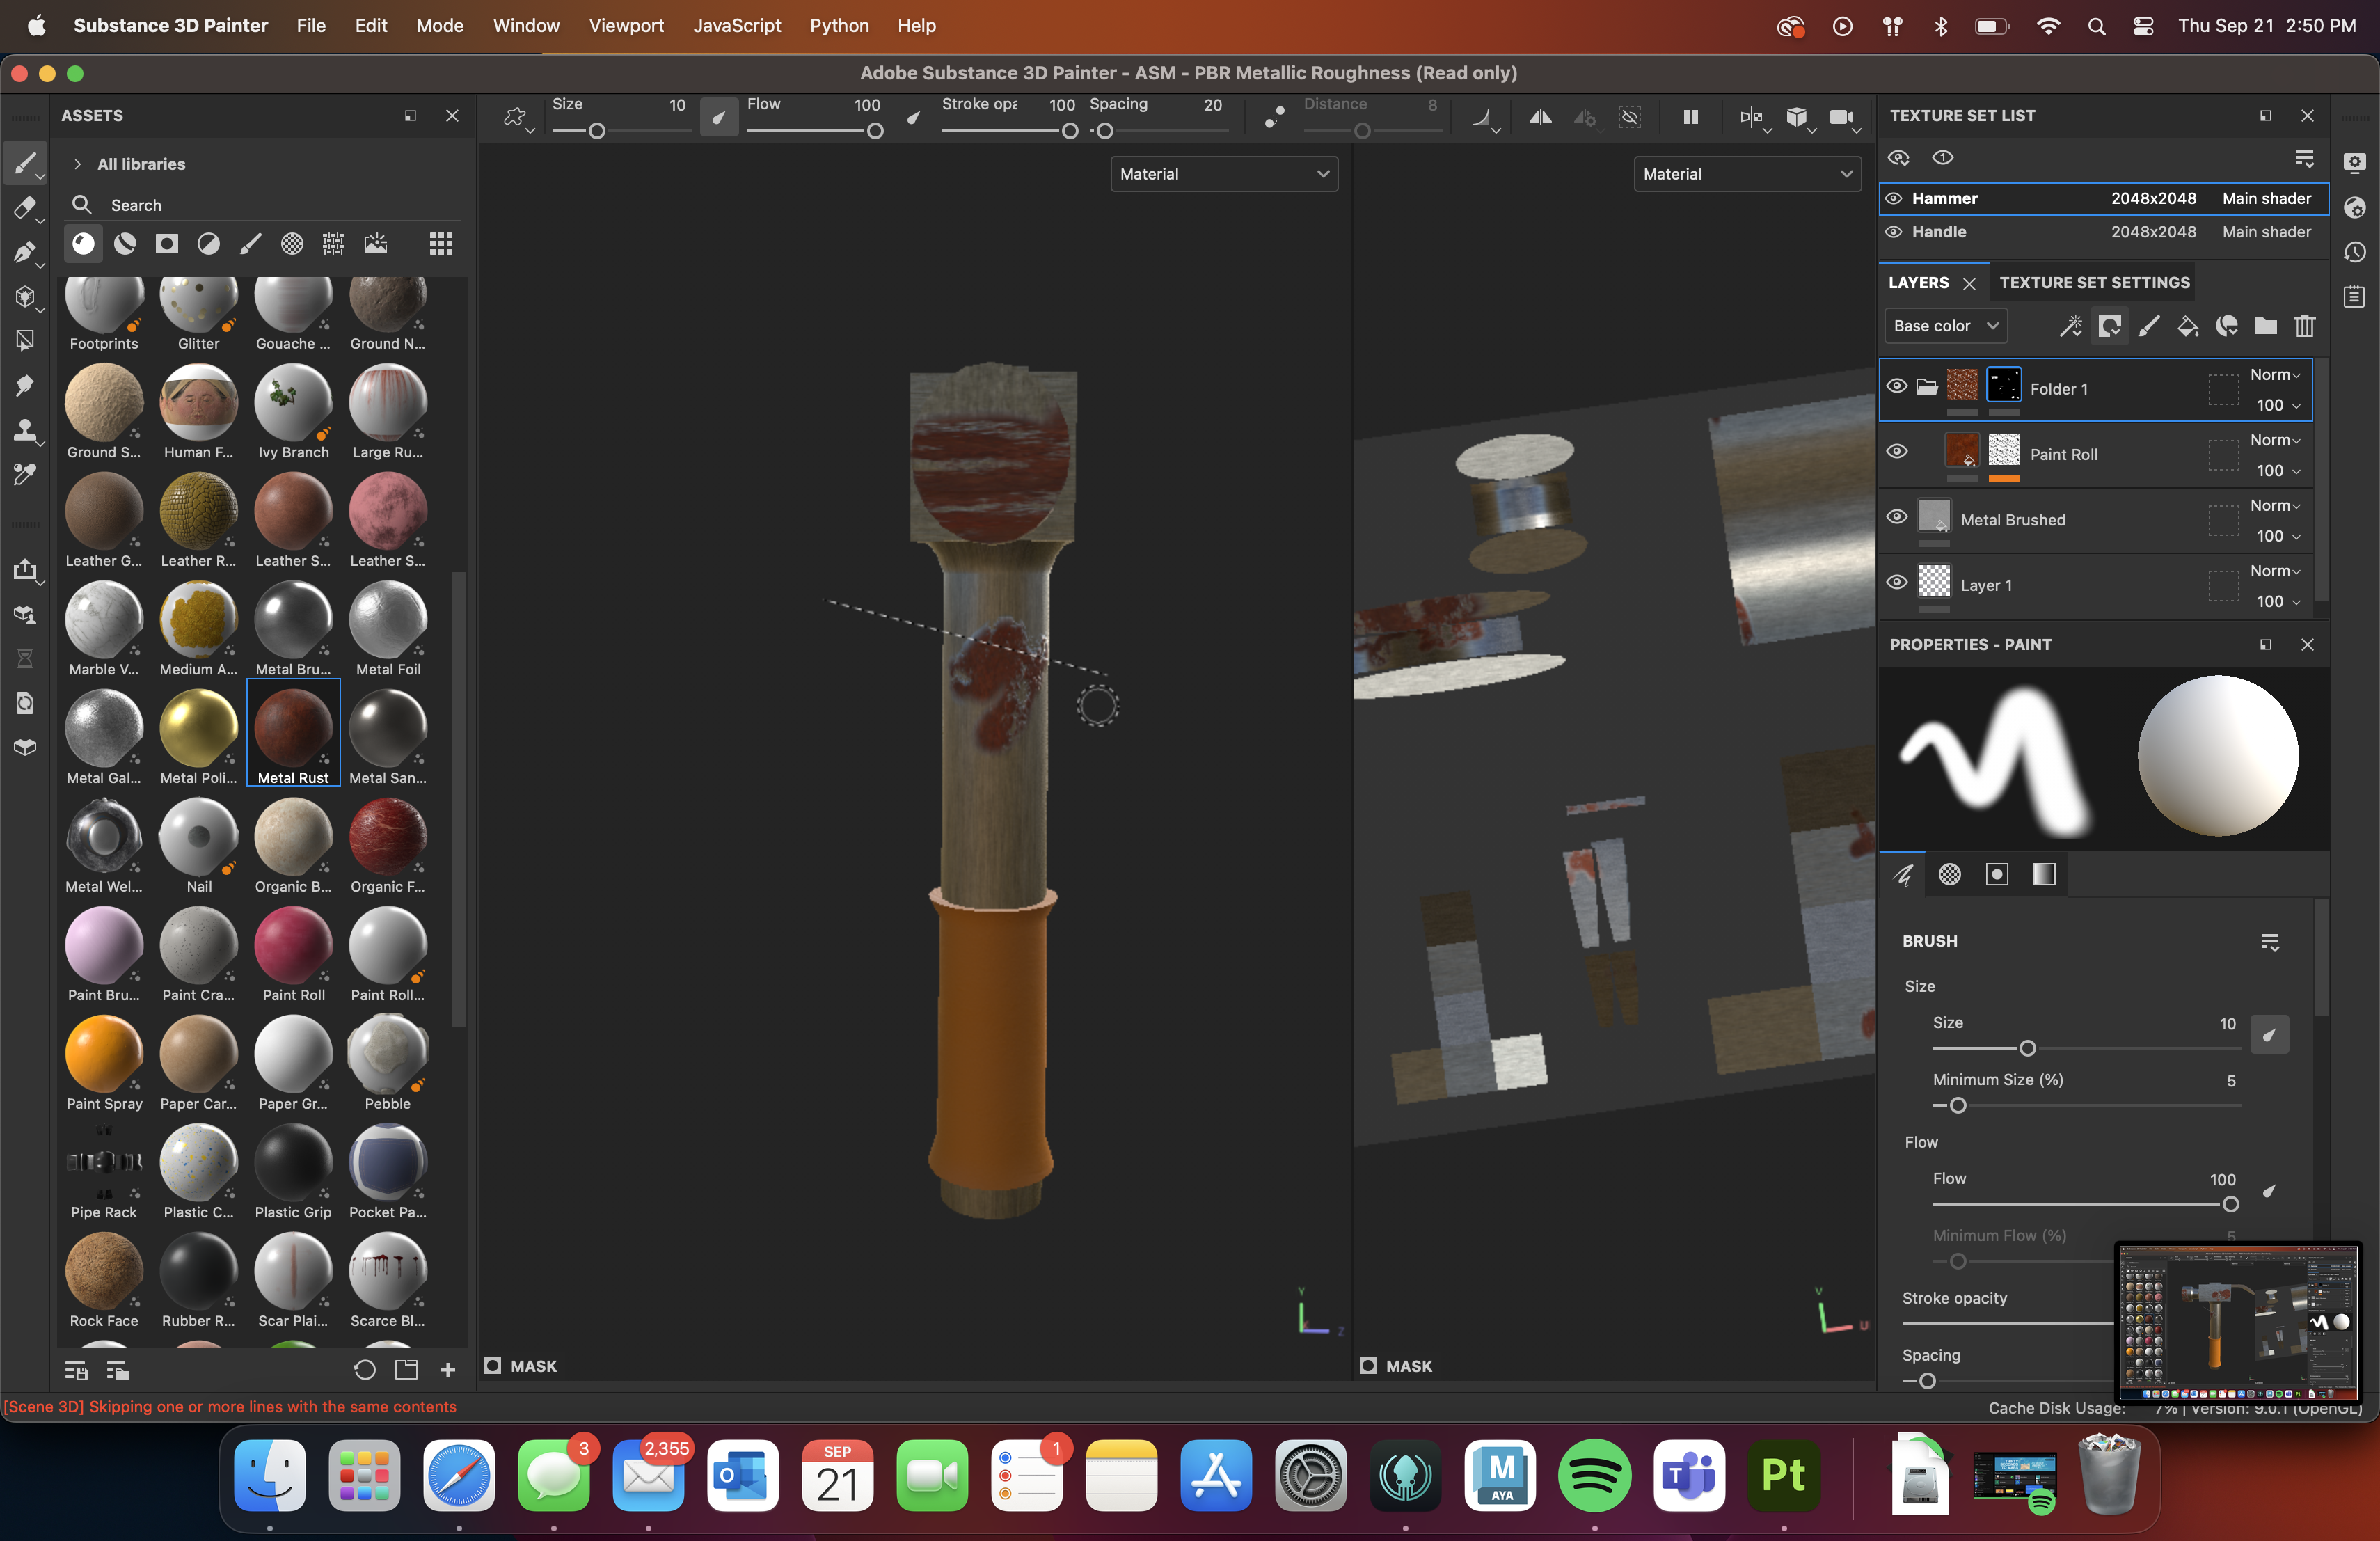 Substance 3D Painter File Edit Mode Window Viewport JavaScript Python Help Thu Sep 21 2:50 PM
Adobe Substance 3D Painter - ASM - PBR Metallic Roughness (Read only)
ASSETS
All libraries
Search
Footprints Glitter Gouache ... Ground N...
Ground S... Human F... Ivy Branch Large Ru...
Leather G... Leather R... Leather S... Leather S...
Marble V... Medium A... Metal Bru... Metal Foil
Metal Gal... Metal Poli... Metal Rust Metal San...
Metal Wel... Nail Organic B... Organic F...
Paint Bru... Paint Cra... Paint Roll Paint Roll...
Paint Spray Paper Car... Paper Gr... Pebble
Pipe Rack Plastic C... Plastic Grip Pocket Pa...
Rock Face Rubber R... Scar Plai... Scarce Bl...
Size 10 Flow 100 Stroke opa 100 Spacing 20 Distance 8
Material
Y
Z
MASK
Material
V
U
MASK
TEXTURE SET LIST
Hammer 2048x2048 Main shader
Handle 2048x2048 Main shader
LAYERS TEXTURE SET SETTINGS
Base color
Folder 1 Norm 100
Paint Roll Norm 100
Metal Brushed Norm 100
Layer 1 Norm 100
PROPERTIES - PAINT
BRUSH
Size
Size 10
Minimum Size (%) 5
Flow
Flow 100
Minimum Flow (%) 5
Stroke opacity
Spacing
[Scene 3D] Skipping one or more lines with the same contents
Cache Disk Usage: 7% | Version: 9.0.1 (OpenGL)
3
2,355
O
SEP
21
1
M
AYA
T
Pt